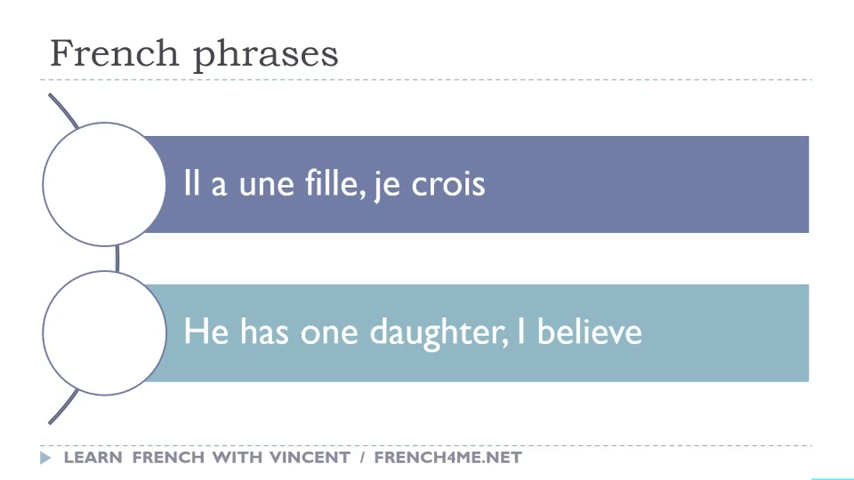 French phrases
Il a une fille, je crois
He has one daughter, I believe
LEARN FRENCH WITH VINCENT / FRENCH4ME.NET